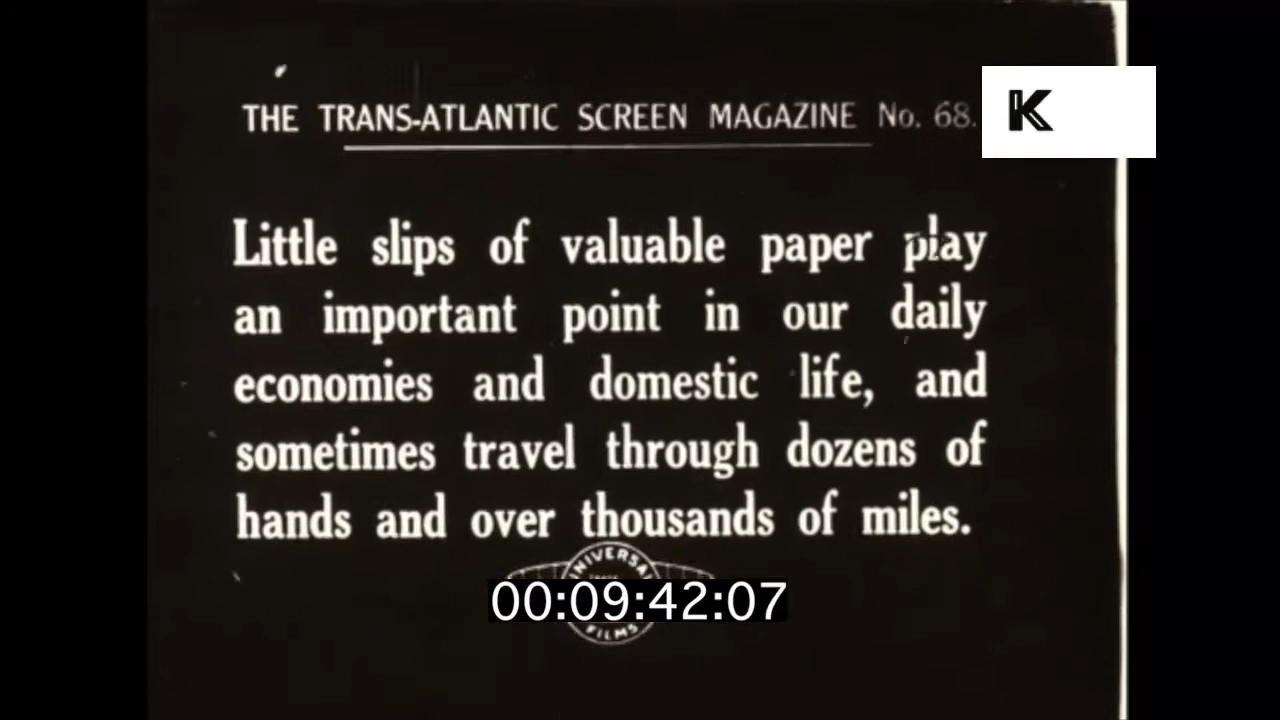 THE TRANS-ATLANTIC SCREEN MAGAZINE No. 68.
K
Little slips of valuable paper play
an important point in our daily
economies and domestic life, and
sometimes travel through dozens of
hands and over thousands of miles.
UNIVERSAL
00:09:42:07
FILMS